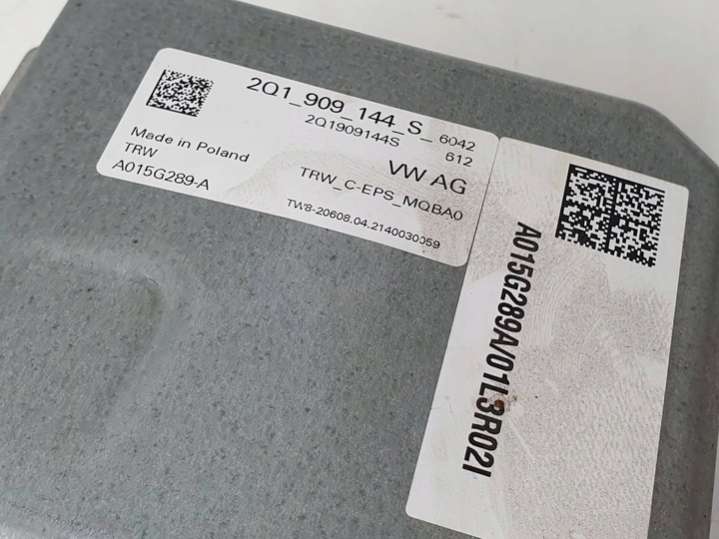 2Q1_909_144_S_ 6042
2Q1909144S 612
Made in Poland
VW AG
TRW
TRW_C-EPS_MQBA0
A015G289-A
TW8-20608.04.2140030059
A015G289A/01L3R02I